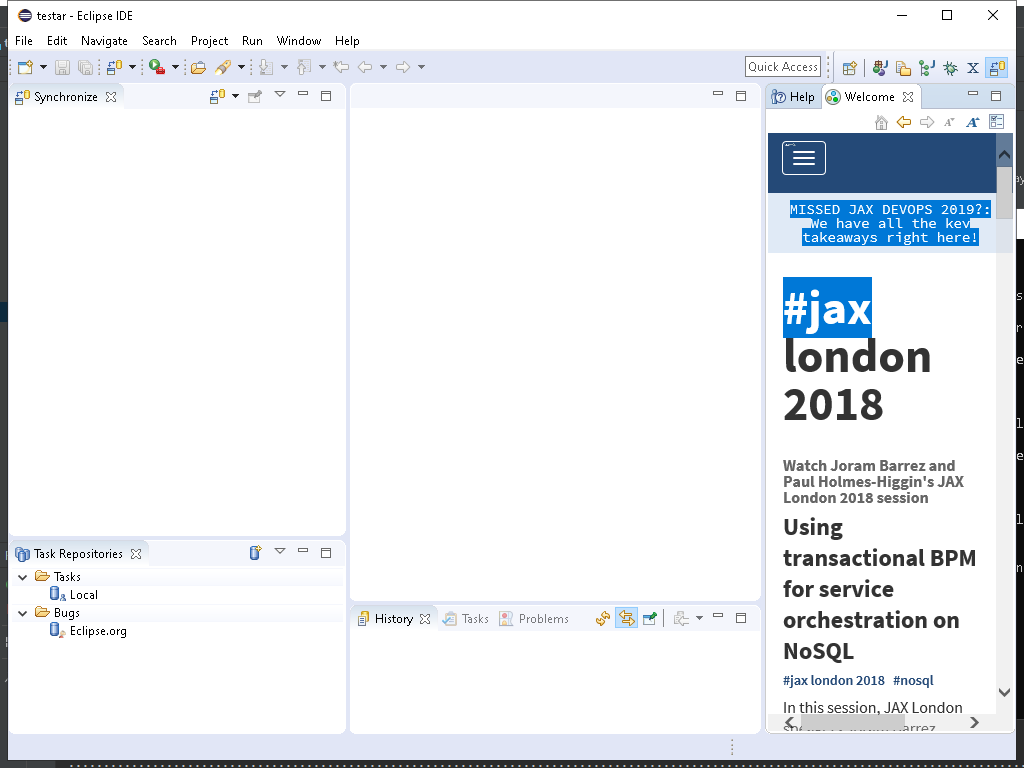 testar - Eclipse IDE
File Edit Navigate Search Project Run Window Help
Quick Access
Synchronize
Help
Welcome
MISSED JAX DEVOPS 2019?:
We have all the key
takeaways right here!
#jax
london
2018
Watch Joram Barrez and
Paul Holmes-Higgin's JAX
London 2018 session
Using
transactional BPM
for service
orchestration on
NoSQL
#jax london 2018 #nosql
In this session, JAX London
Task Repositories
Tasks
Local
Bugs
Eclipse.org
History
Tasks
Problems